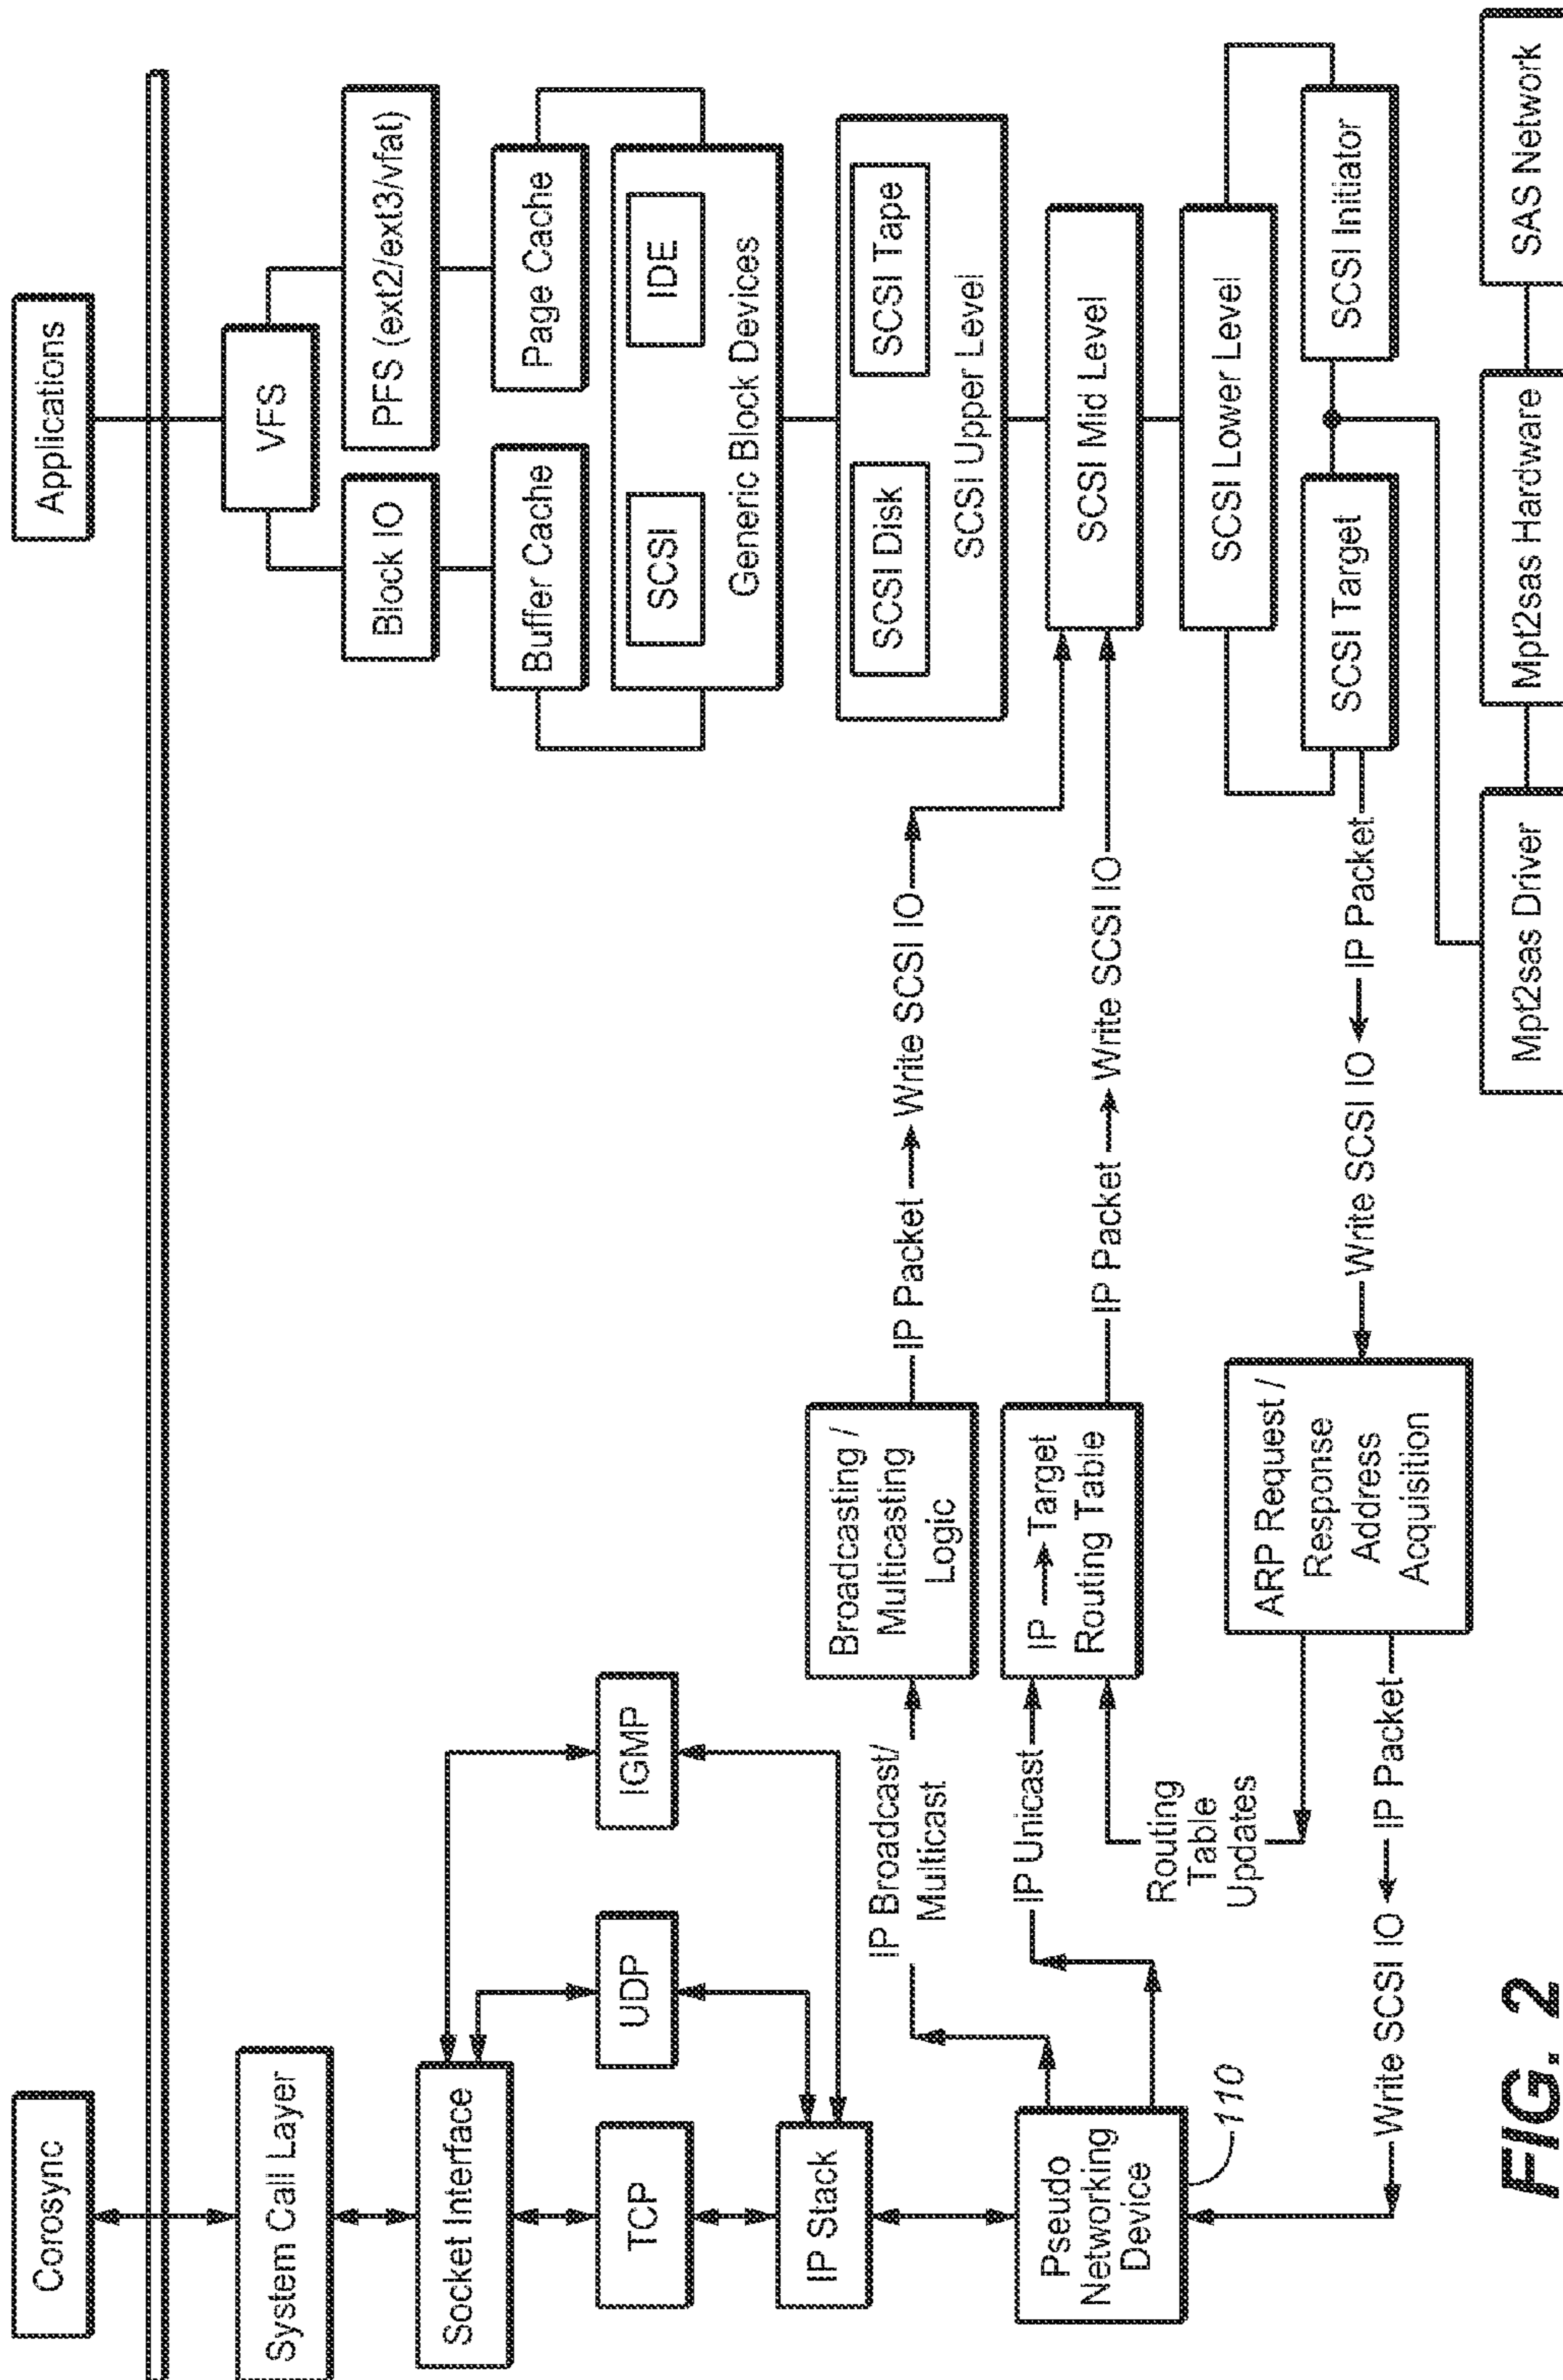 Corosync
System Call Layer
Socket Interface
TCP
UDP
IGMP
IP Stack
Pseudo
Networking
Device
110
IP Broadcast/
Multicast
IP Unicast
Routing
Table
Updates
Broadcasting /
Multicasting
Logic
IP → Target
Routing Table
ARP Request /
Response
Address
Acquisition
Write SCSI IO ← IP Packet
IP Packet → Write SCSI IO
IP Packet → Write SCSI IO
Write SCSI IO ← IP Packet
Applications
VFS
Block IO
PFS (ext2/ext3/vfat)
Buffer Cache
Page Cache
SCSI
IDE
Generic Block Devices
SCSI Disk
SCSI Tape
SCSI Upper Level
SCSI Mid Level
SCSI Lower Level
SCSI Target
SCSI Initiator
Mpt2sas Driver
Mpt2sas Hardware
SAS Network
FIG. 2